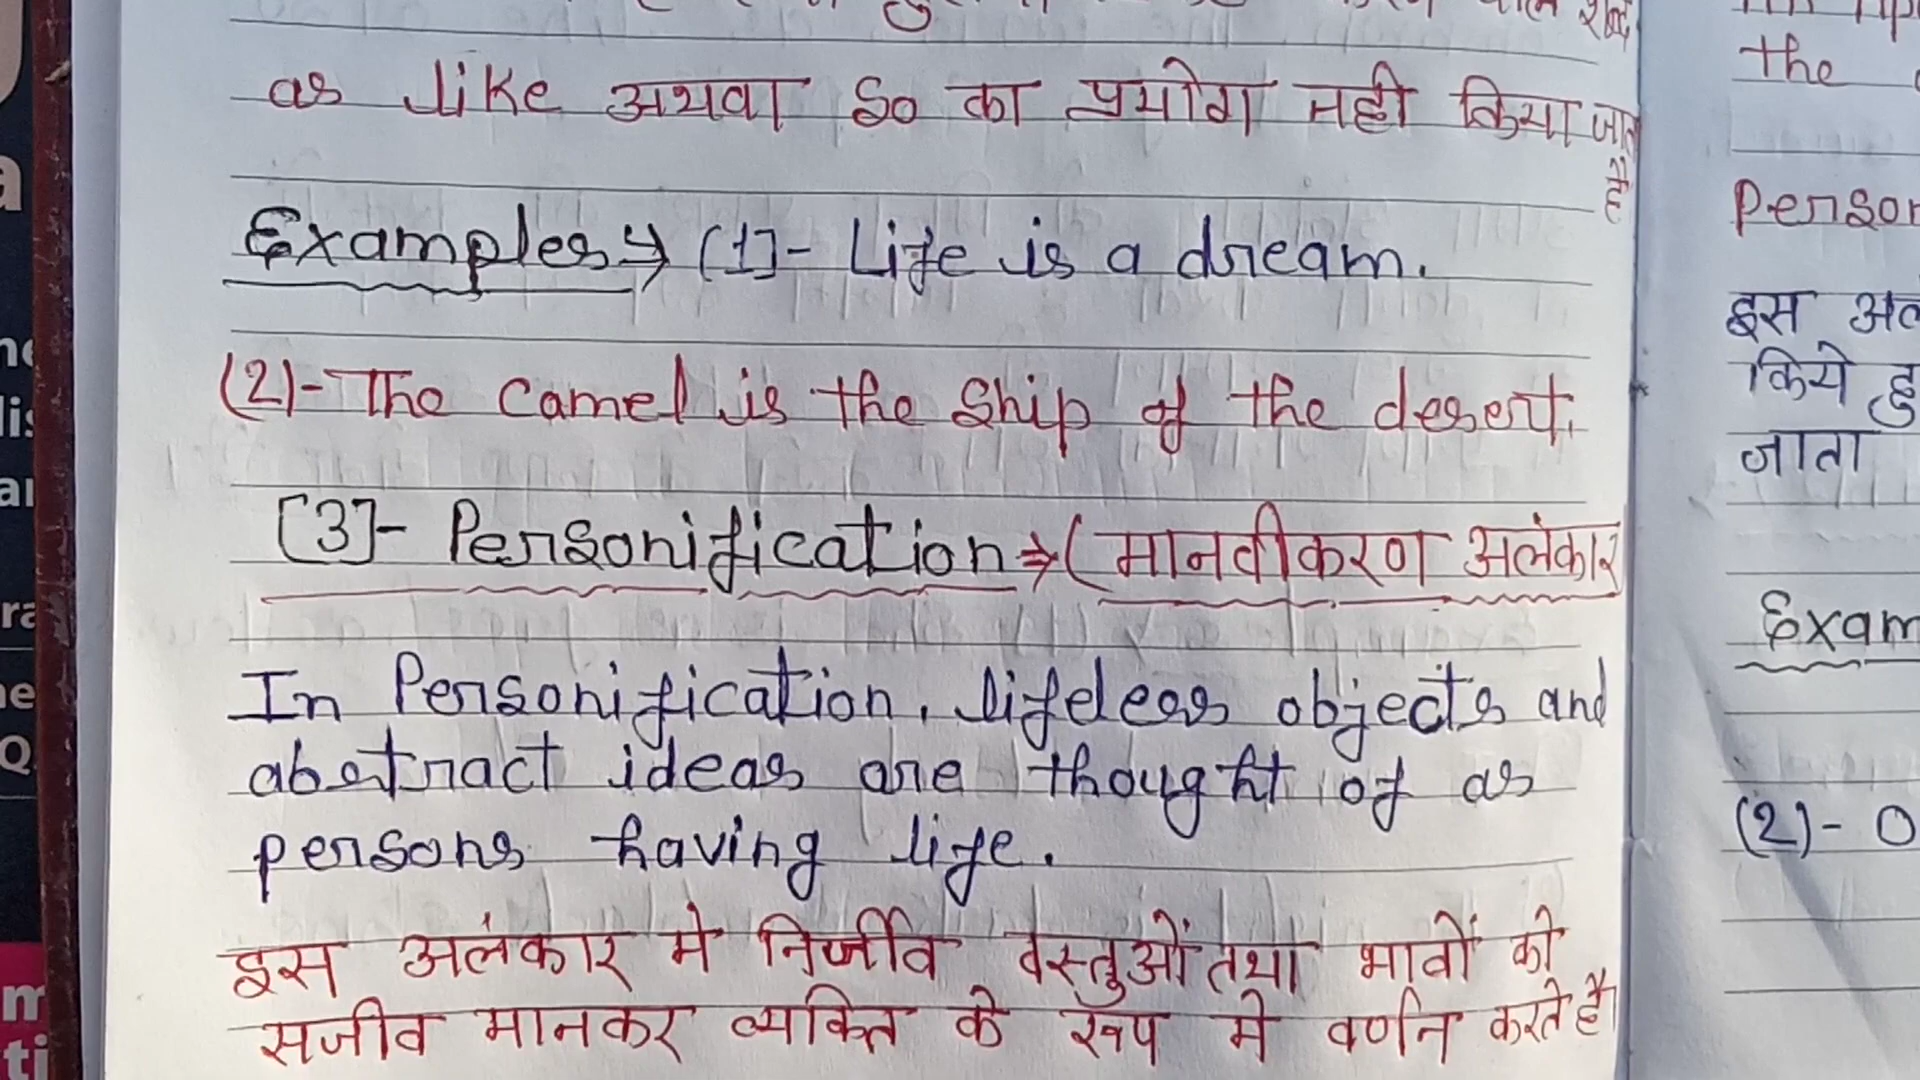 as like अथवा so का प्रयोग नही किया जाता है
Examples → (1)- Life is a dream.
(2)- The camel is the ship of the desert.
[3]- Personification ⇒ (मानवीकरण अलंकार
In Personification, lifeless objects and
abstract ideas are thought of as
persons having life.
इस अलंकार मे निर्जीव वस्तुओं तथा भावों को
सजीव मानकर व्यक्ति के रूप मे वर्णन करते है
the
इस
किये
जाता
(2)- O